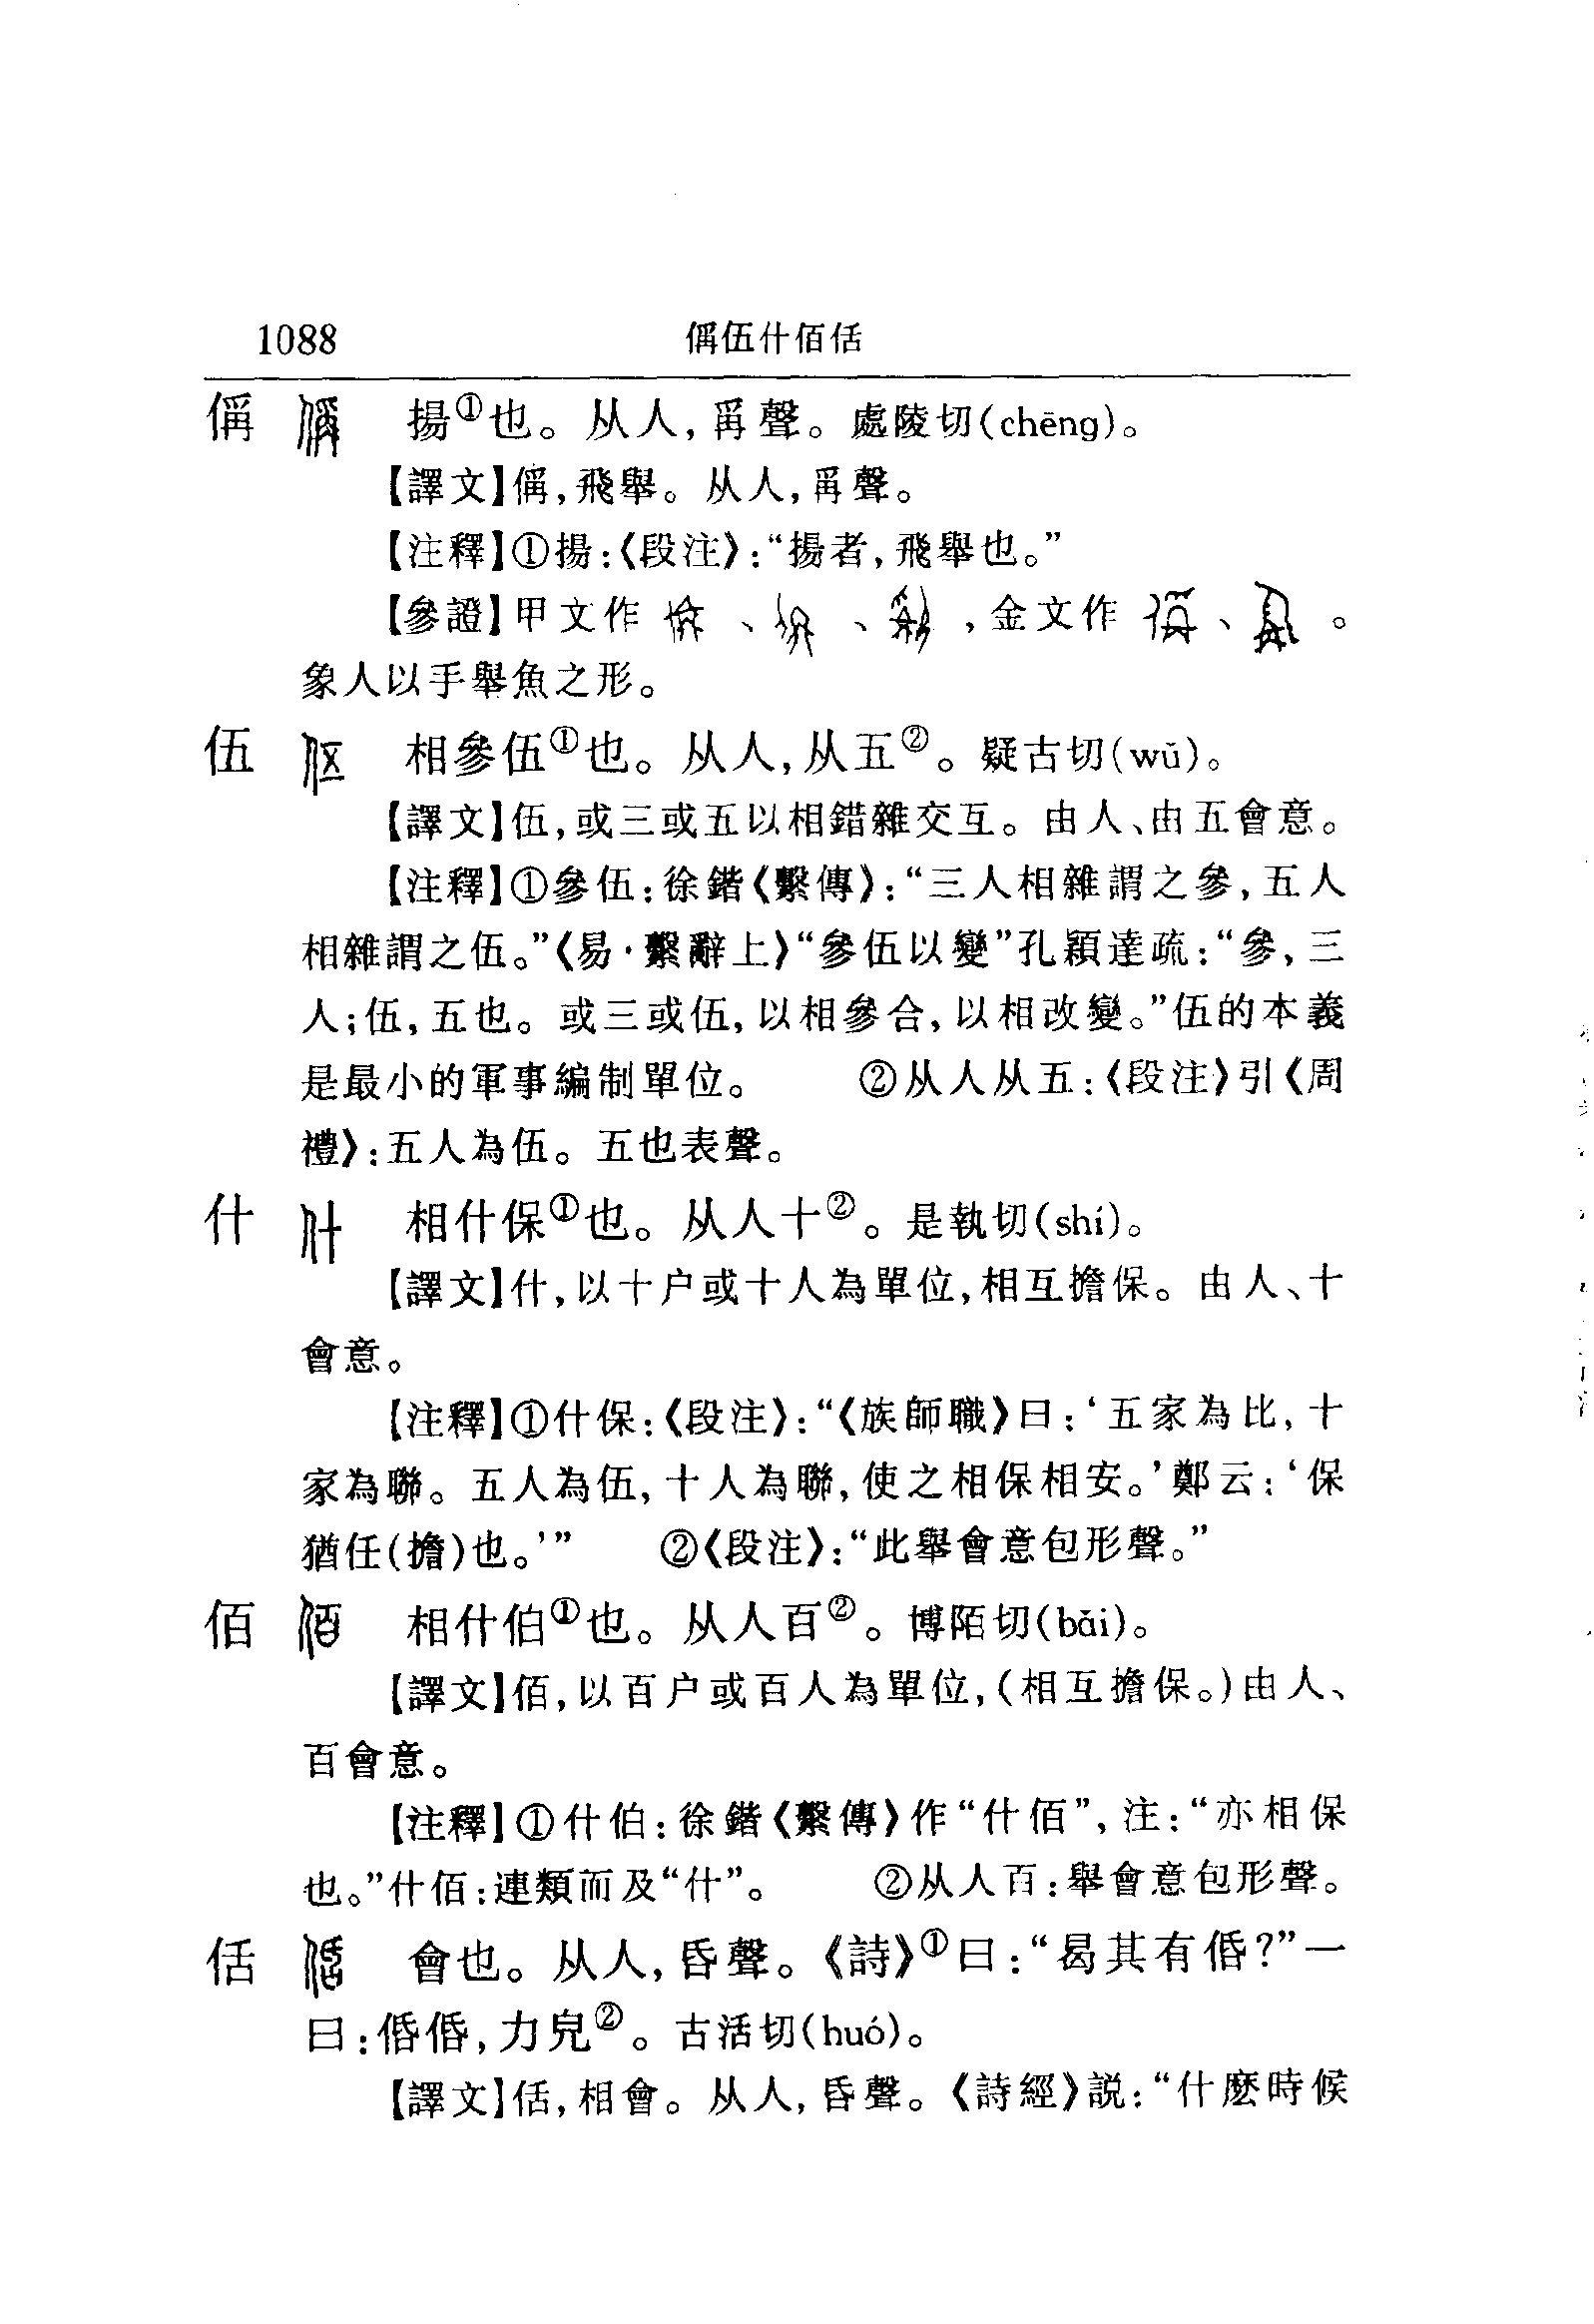 1088 偁伍什佰佸
偁 揚①也。从人,爯聲。處陵切(chēng)。
【譯文】偁,飛舉。从人,爯聲。
【注釋】①揚:《段注》:“揚者,飛舉也。”
【參證】甲文作 、 、 ,金文作 、 。
象人以手舉魚之形。
伍 相參伍①也。从人,从五②。疑古切(wǔ)。
【譯文】伍,或三或五以相錯雜交互。由人、由五會意。
【注釋】①參伍:徐鍇《繫傳》:“三人相雜謂之參,五人
相雜謂之伍。”《易·繫辭上》“參伍以變”孔穎達疏:“參,三
人;伍,五也。或三或伍,以相參合,以相改變。”伍的本義
是最小的軍事編制單位。 ②从人从五:《段注》引《周
禮》:五人為伍。五也表聲。
什 相什保①也。从人十②。是執切(shí)。
【譯文】什,以十户或十人為單位,相互擔保。由人、十
會意。
【注釋】①什保:《段注》:“《族師職》曰:‘五家為比,十
家為聯。五人為伍,十人為聯,使之相保相安。’鄭云:‘保
猶任(擔)也。’” ②《段注》:“此舉會意包形聲。”
佰 相什伯①也。从人百②。博陌切(bǎi)。
【譯文】佰,以百户或百人為單位,(相互擔保。)由人、
百會意。
【注釋】①什伯:徐鍇《繫傳》作“什佰”,注:“亦相保
也。”什佰:連類而及“什”。 ②从人百:舉會意包形聲。
佸 會也。从人,昏聲。《詩》①曰:“曷其有佸?”一
曰:佸佸,力皃②。古活切(huó)。
【譯文】佸,相會。从人,昏聲。《詩經》説:“什麽時候